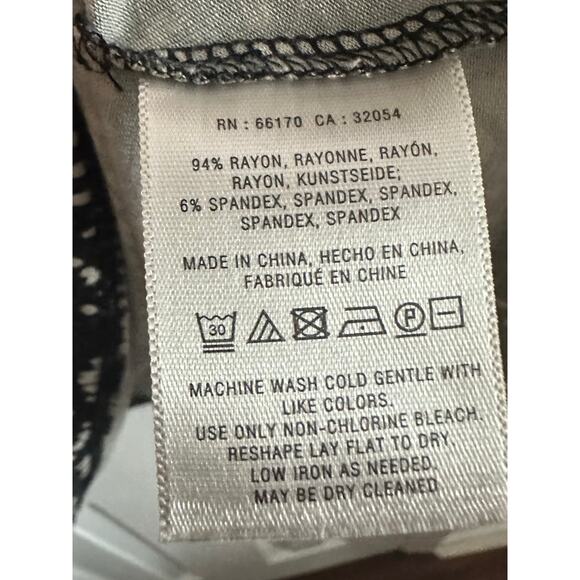 RN : 66170 CA : 32054
94% RAYON, RAYONNE, RAYÓN,
RAYON, KUNSTSEIDE;
6% SPANDEX, SPANDEX, SPANDEX,
SPANDEX, SPANDEX
MADE IN CHINA, HECHO EN CHINA,
FABRIQUÉ EN CHINE
30 P
MACHINE WASH COLD GENTLE WITH
LIKE COLORS.
USE ONLY NON-CHLORINE BLEACH.
RESHAPE LAY FLAT TO DRY.
LOW IRON AS NEEDED.
MAY BE DRY CLEANED